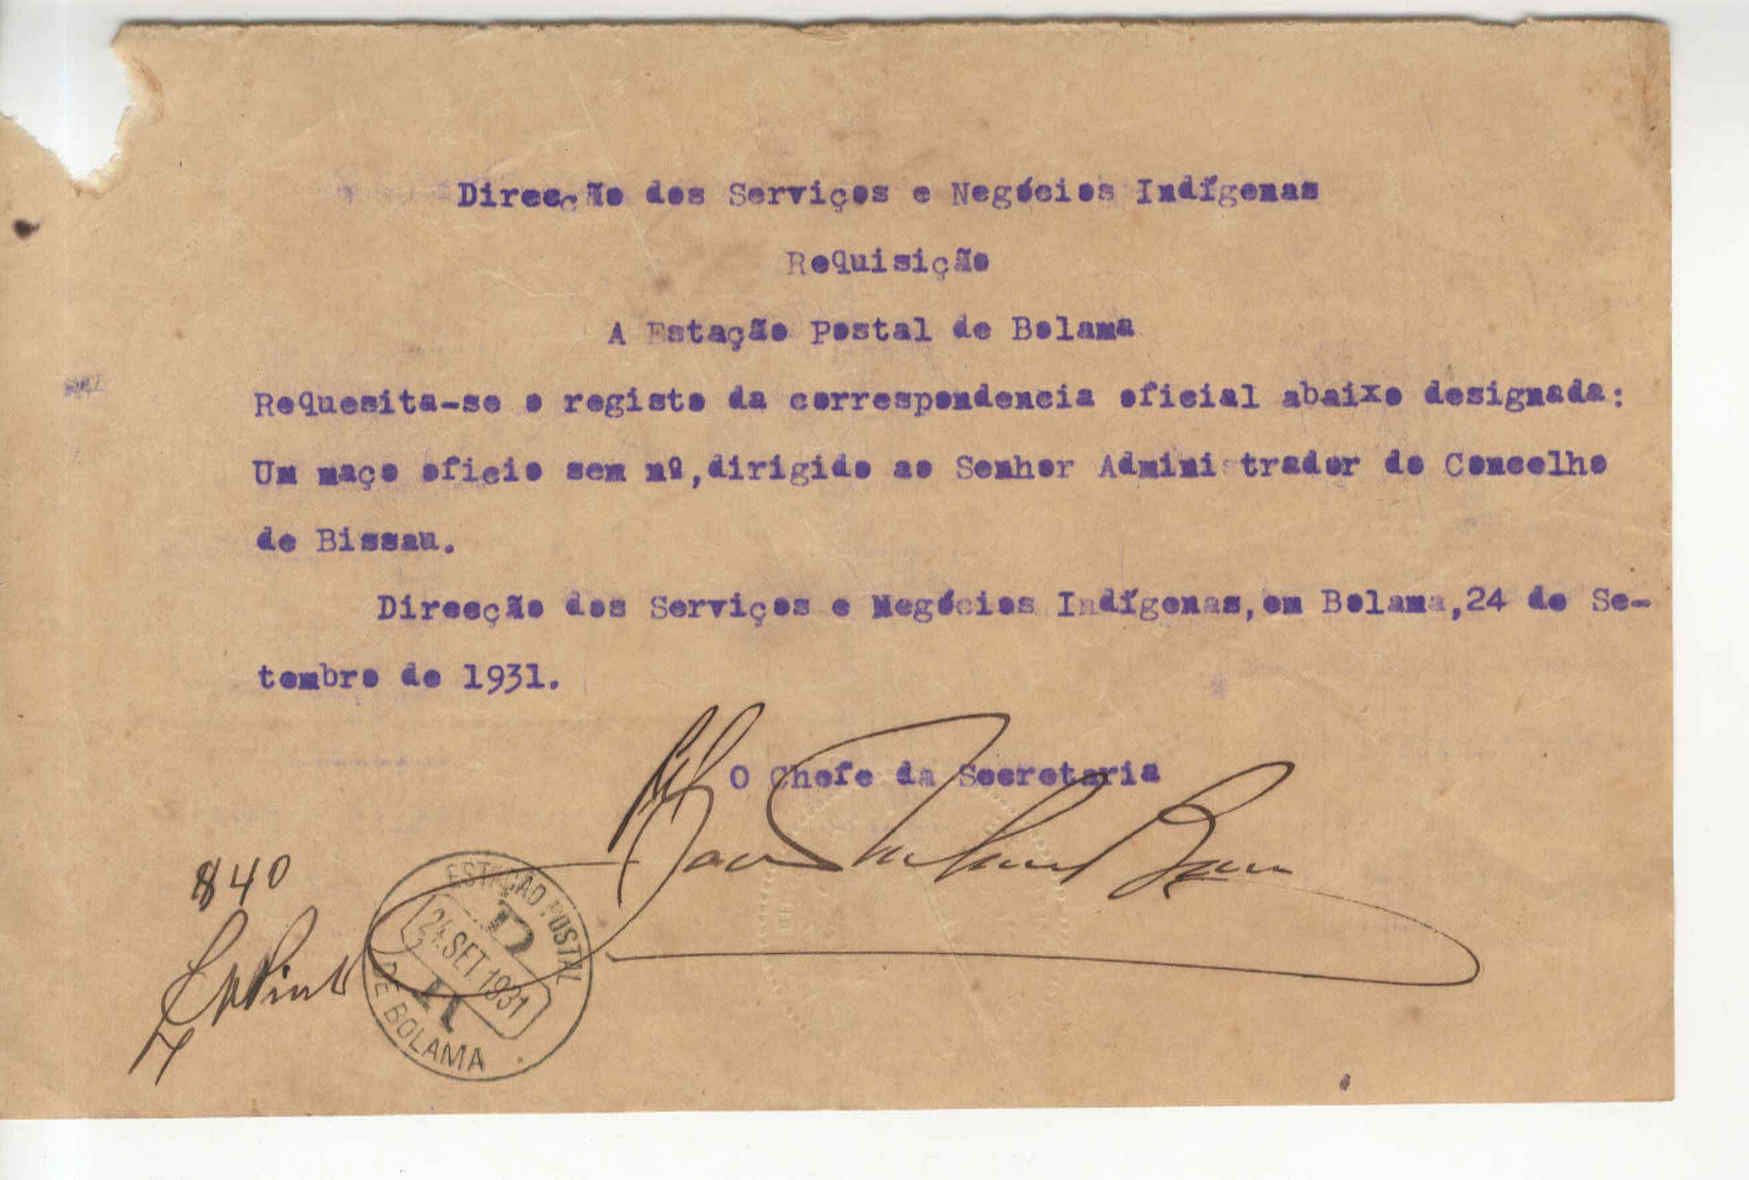 Direcção dos Serviços e Negócios Indígenas
Requisição
A Estação Postal de Bolama
Requesita-se o registo da correspondencia oficial abaixo designada:
Um maço oficio sem nº,dirigido ao Senhor Administrador do Concelho
de Bissau.
Direcção dos Serviços e Negócios Indígenas,em Bolama,24 de Se-
tembro de 1931.
O Chefe da Secretaria
840
ESTAÇÃO POSTAL
24.SET 1931
DE BOLAMA